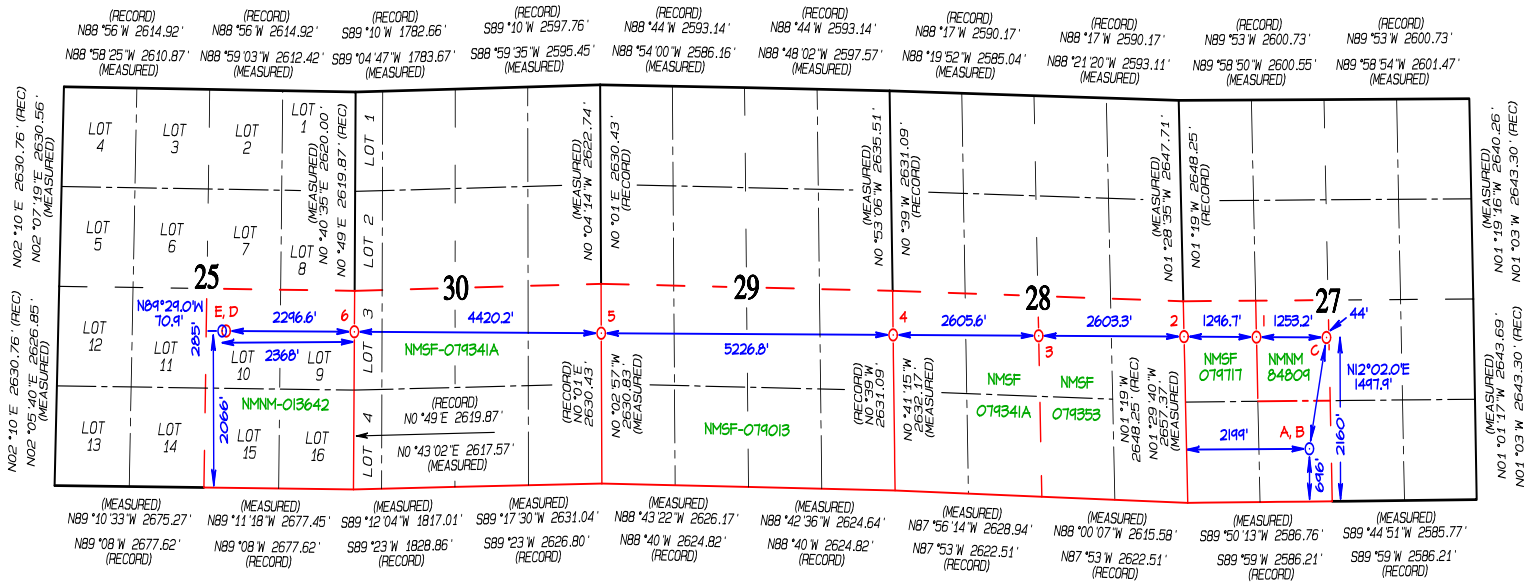 (RECORD)
N88 °56'W 2614.92'
N88 °58'25"W 2610.87'
(MEASURED)
(RECORD)
N88 °56'W 2614.92'
N88 °59'03"W 2612.42'
(MEASURED)
(RECORD)
S89 °10'W 1782.66'
S89 °04'47"W 1783.67'
(MEASURED)
(RECORD)
S89 °10'W 2597.76'
S88 °59'35"W 2595.45'
(MEASURED)
(RECORD)
N88 °44'W 2593.14'
N88 °54'00"W 2586.16'
(MEASURED)
(RECORD)
N88 °44'W 2593.14'
N88 °48'02"W 2597.57'
(MEASURED)
(RECORD)
N88 °17'W 2590.17'
N88 °19'52"W 2585.04'
(MEASURED)
(RECORD)
N88 °17'W 2590.17'
N88 °21'20"W 2593.11'
(MEASURED)
(RECORD)
N89 °53'W 2600.73'
N89 °58'50"W 2600.55'
(MEASURED)
(RECORD)
N89 °53'W 2600.73'
N89 °58'54"W 2601.47'
(MEASURED)
N02 °10'E 2630.76' (REC)
N02 °07'19"E 2630.56'
(MEASURED)
N02 °10'E 2630.76' (REC)
N02 °05'40"E 2626.85'
(MEASURED)
LOT
4
LOT
3
LOT
2
LOT
1
LOT
5
LOT
6
LOT
7
LOT
8
LOT
12
LOT
11
LOT
10
LOT
9
LOT
13
LOT
14
LOT
15
LOT
16
25
N89°29.0'W
70.9'
E, D
285'
2296.6'
2368'
2066'
NMNM-013642
6
(MEASURED)
N0 °40'35"E 2620.00'
N0 °49'E 2619.87' (REC)
LOT 1
LOT 2
LOT 3
LOT 4
30
4420.2'
NMSF-079341A
(RECORD)
N0 °49'E 2619.87'
N0 °43'02"E 2617.57'
(MEASURED)
(MEASURED)
N0 °04'14"W 2622.74'
N0 °01'E 2630.43'
(RECORD)
5
(RECORD)
N0 °01'E
2630.43'
N0 °02'57"W
2630.83'
(MEASURED)
29
5226.8'
NMSF-079013
(MEASURED)
N0 °53'06"W 2635.51'
N0 °39'W 2631.09'
(RECORD)
4
(RECORD)
N0 °39'W
2631.09'
N0 °41'15"W
2632.17'
(MEASURED)
28
2605.6'
3
2603.3'
NMSF
079341A
NMSF
079353
(MEASURED)
N01 °28'35"W 2647.71'
N01 °19'W 2648.25'
(RECORD)
2
N01 °19'W
2648.25' (REC)
N01 °29'40"W
2657.37'
(MEASURED)
27
1296.7'
1
1253.2'
44'
C
NMSF
079717
NMNM
84809
N12°02.0'E
1497.9'
A, B
2199'
696'
2160'
(MEASURED)
N01 °19'16"W 2640.26'
N01 °03'W 2643.30' (REC)
(MEASURED)
N01 °01'17"W 2643.69'
N01 °03'W 2643.30' (REC)
(MEASURED)
N89 °10'33"W 2675.27'
N89 °08'W 2677.62'
(RECORD)
(MEASURED)
N89 °11'18"W 2677.45'
N89 °08'W 2677.62'
(RECORD)
(MEASURED)
S89 °12'04"W 1817.01'
S89 °23'W 1828.86'
(RECORD)
(MEASURED)
S89 °17'30"W 2631.04'
S89 °23'W 2626.80'
(RECORD)
(MEASURED)
N88 °43'22"W 2626.17'
N88 °40'W 2624.82'
(RECORD)
(MEASURED)
N88 °42'36"W 2624.64'
N88 °40'W 2624.82'
(RECORD)
(MEASURED)
N87 °56'14"W 2628.94'
N87 °53'W 2622.51'
(RECORD)
(MEASURED)
N88 °00'07"W 2615.58'
N87 °53'W 2622.51'
(RECORD)
(MEASURED)
S89 °50'13"W 2586.76'
S89 °59'W 2586.21'
(RECORD)
(MEASURED)
S89 °44'51"W 2585.77'
S89 °59'W 2586.21'
(RECORD)